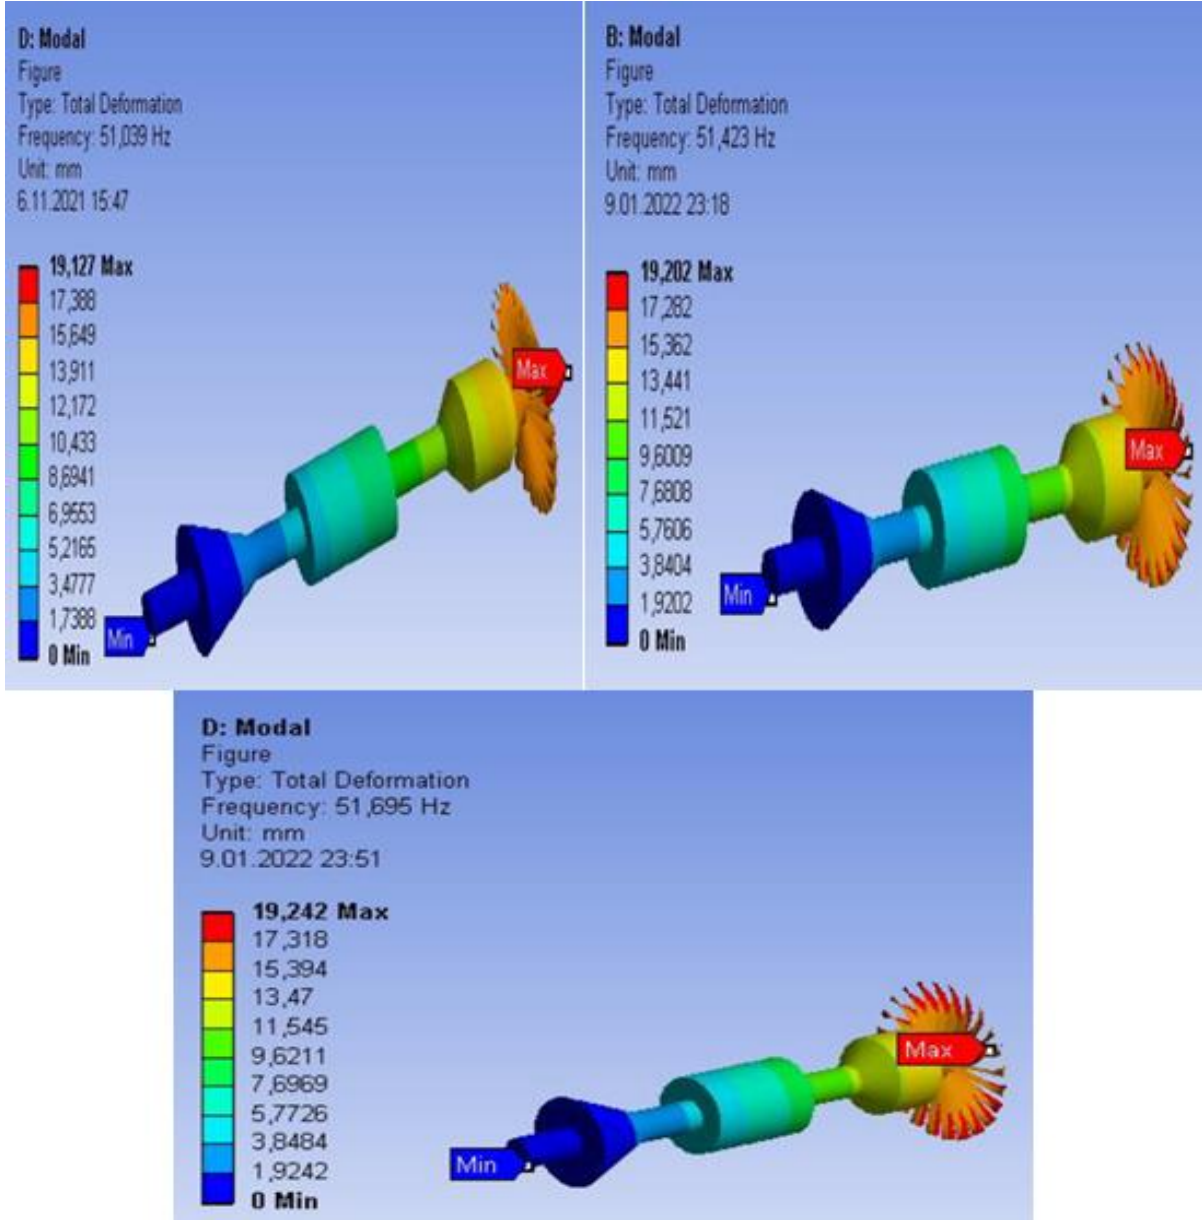 D: Modal
Figure
Type: Total Deformation
Frequency: 51,039 Hz
Unit: mm
6.11.2021 15:47
19,127 Max
17,388
15,649
13,911
12,172
10,433
8,6941
6,9553
5,2165
3,4777
1,7388
0 Min
Max
Min
B: Modal
Figure
Type: Total Deformation
Frequency: 51,423 Hz
Unit: mm
9.01.2022 23:18
19,202 Max
17,282
15,362
13,441
11,521
9,6009
7,6808
5,7606
3,8404
1,9202
0 Min
Max
Min
D: Modal
Figure
Type: Total Deformation
Frequency: 51,695 Hz
Unit: mm
9.01.2022 23:51
19,242 Max
17,318
15,394
13,47
11,545
9,6211
7,6969
5,7726
3,8484
1,9242
0 Min
Max
Min